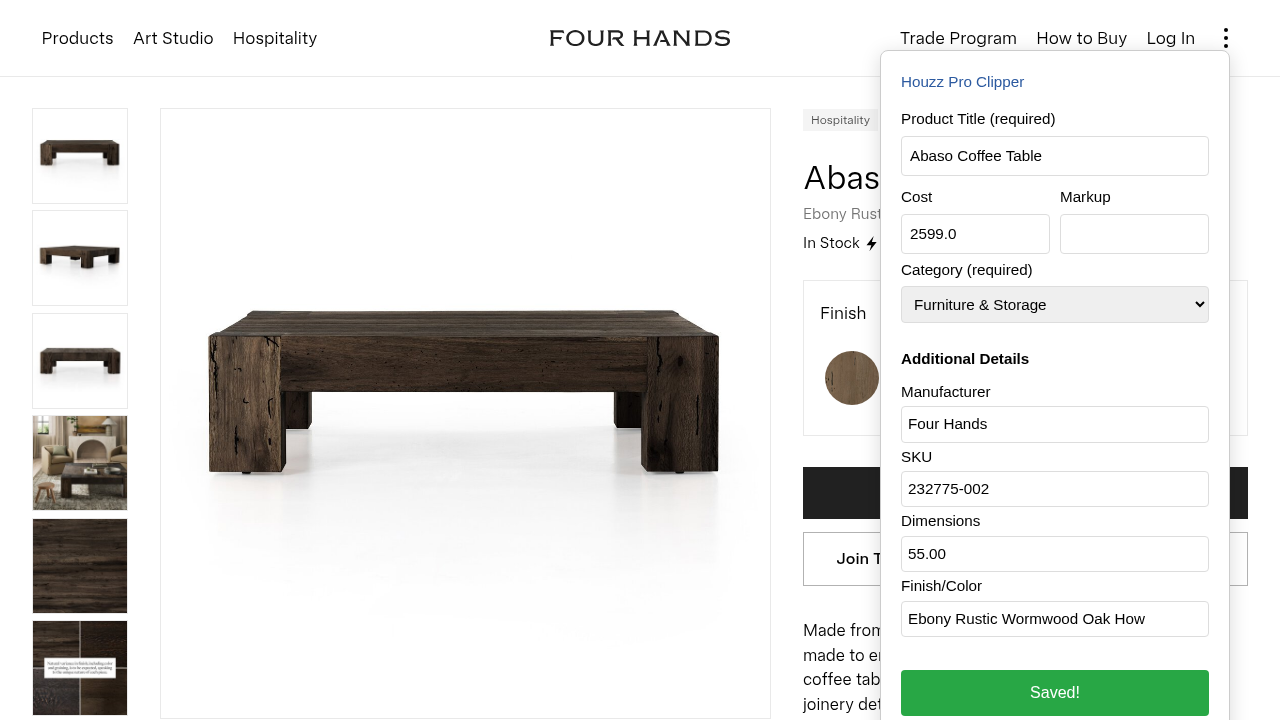 Products Art Studio Hospitality
FOUR HANDS
Trade Program How to Buy Log In
Hospitality
Abas
Ebony Rust
In Stock
Finish
Join T
Made from
made to e
coffee tab
joinery det
Houzz Pro Clipper
Product Title (required)
Abaso Coffee Table
Cost Markup
2599.0
Category (required)
Furniture & Storage
Additional Details
Manufacturer
Four Hands
SKU
232775-002
Dimensions
55.00
Finish/Color
Ebony Rustic Wormwood Oak How
Saved!